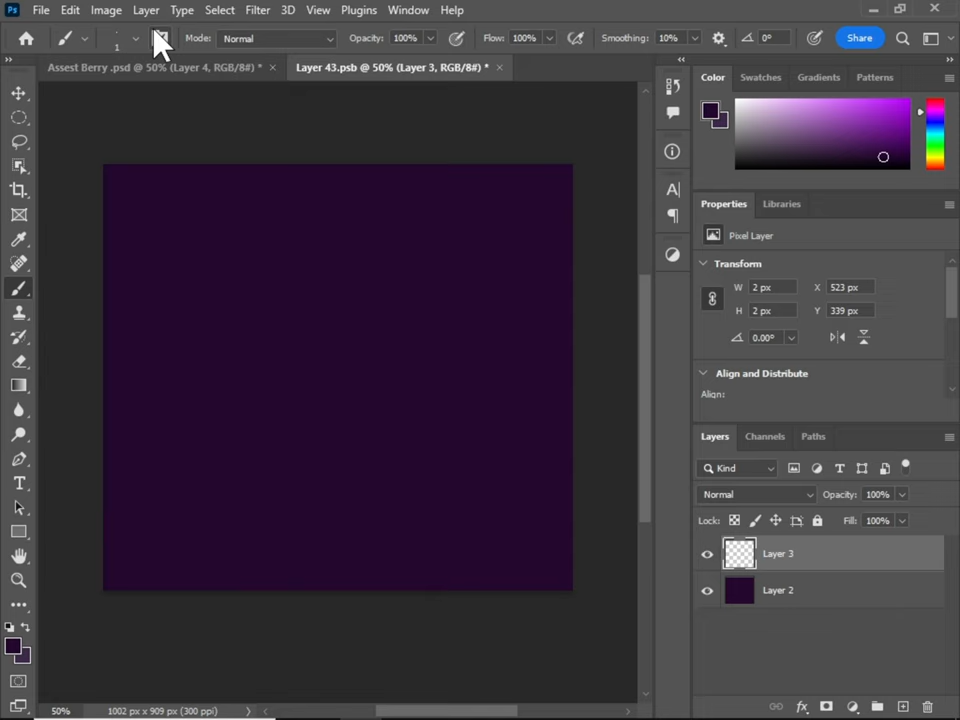 Ps File Edit Image Layer Type Select Filter 3D View Plugins Window Help
1 Mode: Normal Opacity: 100% Flow: 100% Smoothing: 10% 0° Share
Assest Berry .psd @ 50% (Layer 4, RGB/8#) * × Layer 43.psb @ 50% (Layer 3, RGB/8#) * ×
Color Swatches Gradients Patterns
Properties Libraries
Pixel Layer
Transform
W 2 px X 523 px
H 2 px Y 339 px
0.00°
Align and Distribute
Align:
Layers Channels Paths
Kind
Normal Opacity: 100%
Lock: Fill: 100%
Layer 3
Layer 2
50% 1002 px x 909 px (300 ppi)